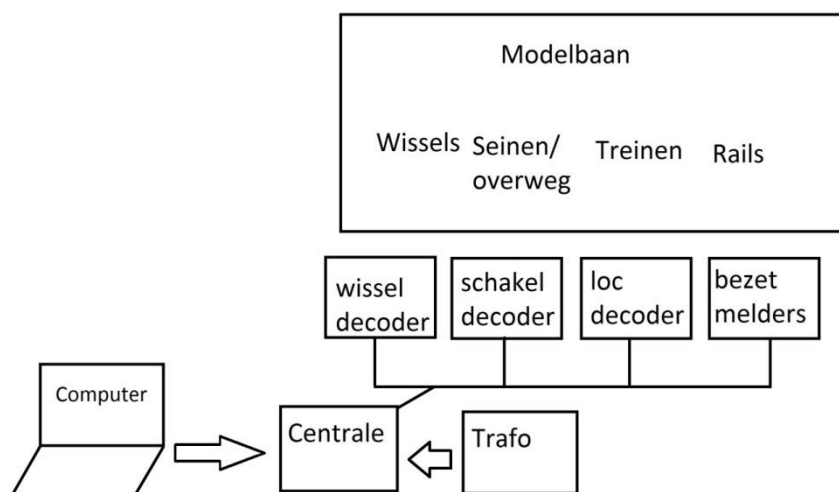 Modelbaan
Wissels
Seinen/
overweg
Treinen
Rails
wissel
decoder
schakel
decoder
loc
decoder
bezet
melders
Computer
Centrale
Trafo